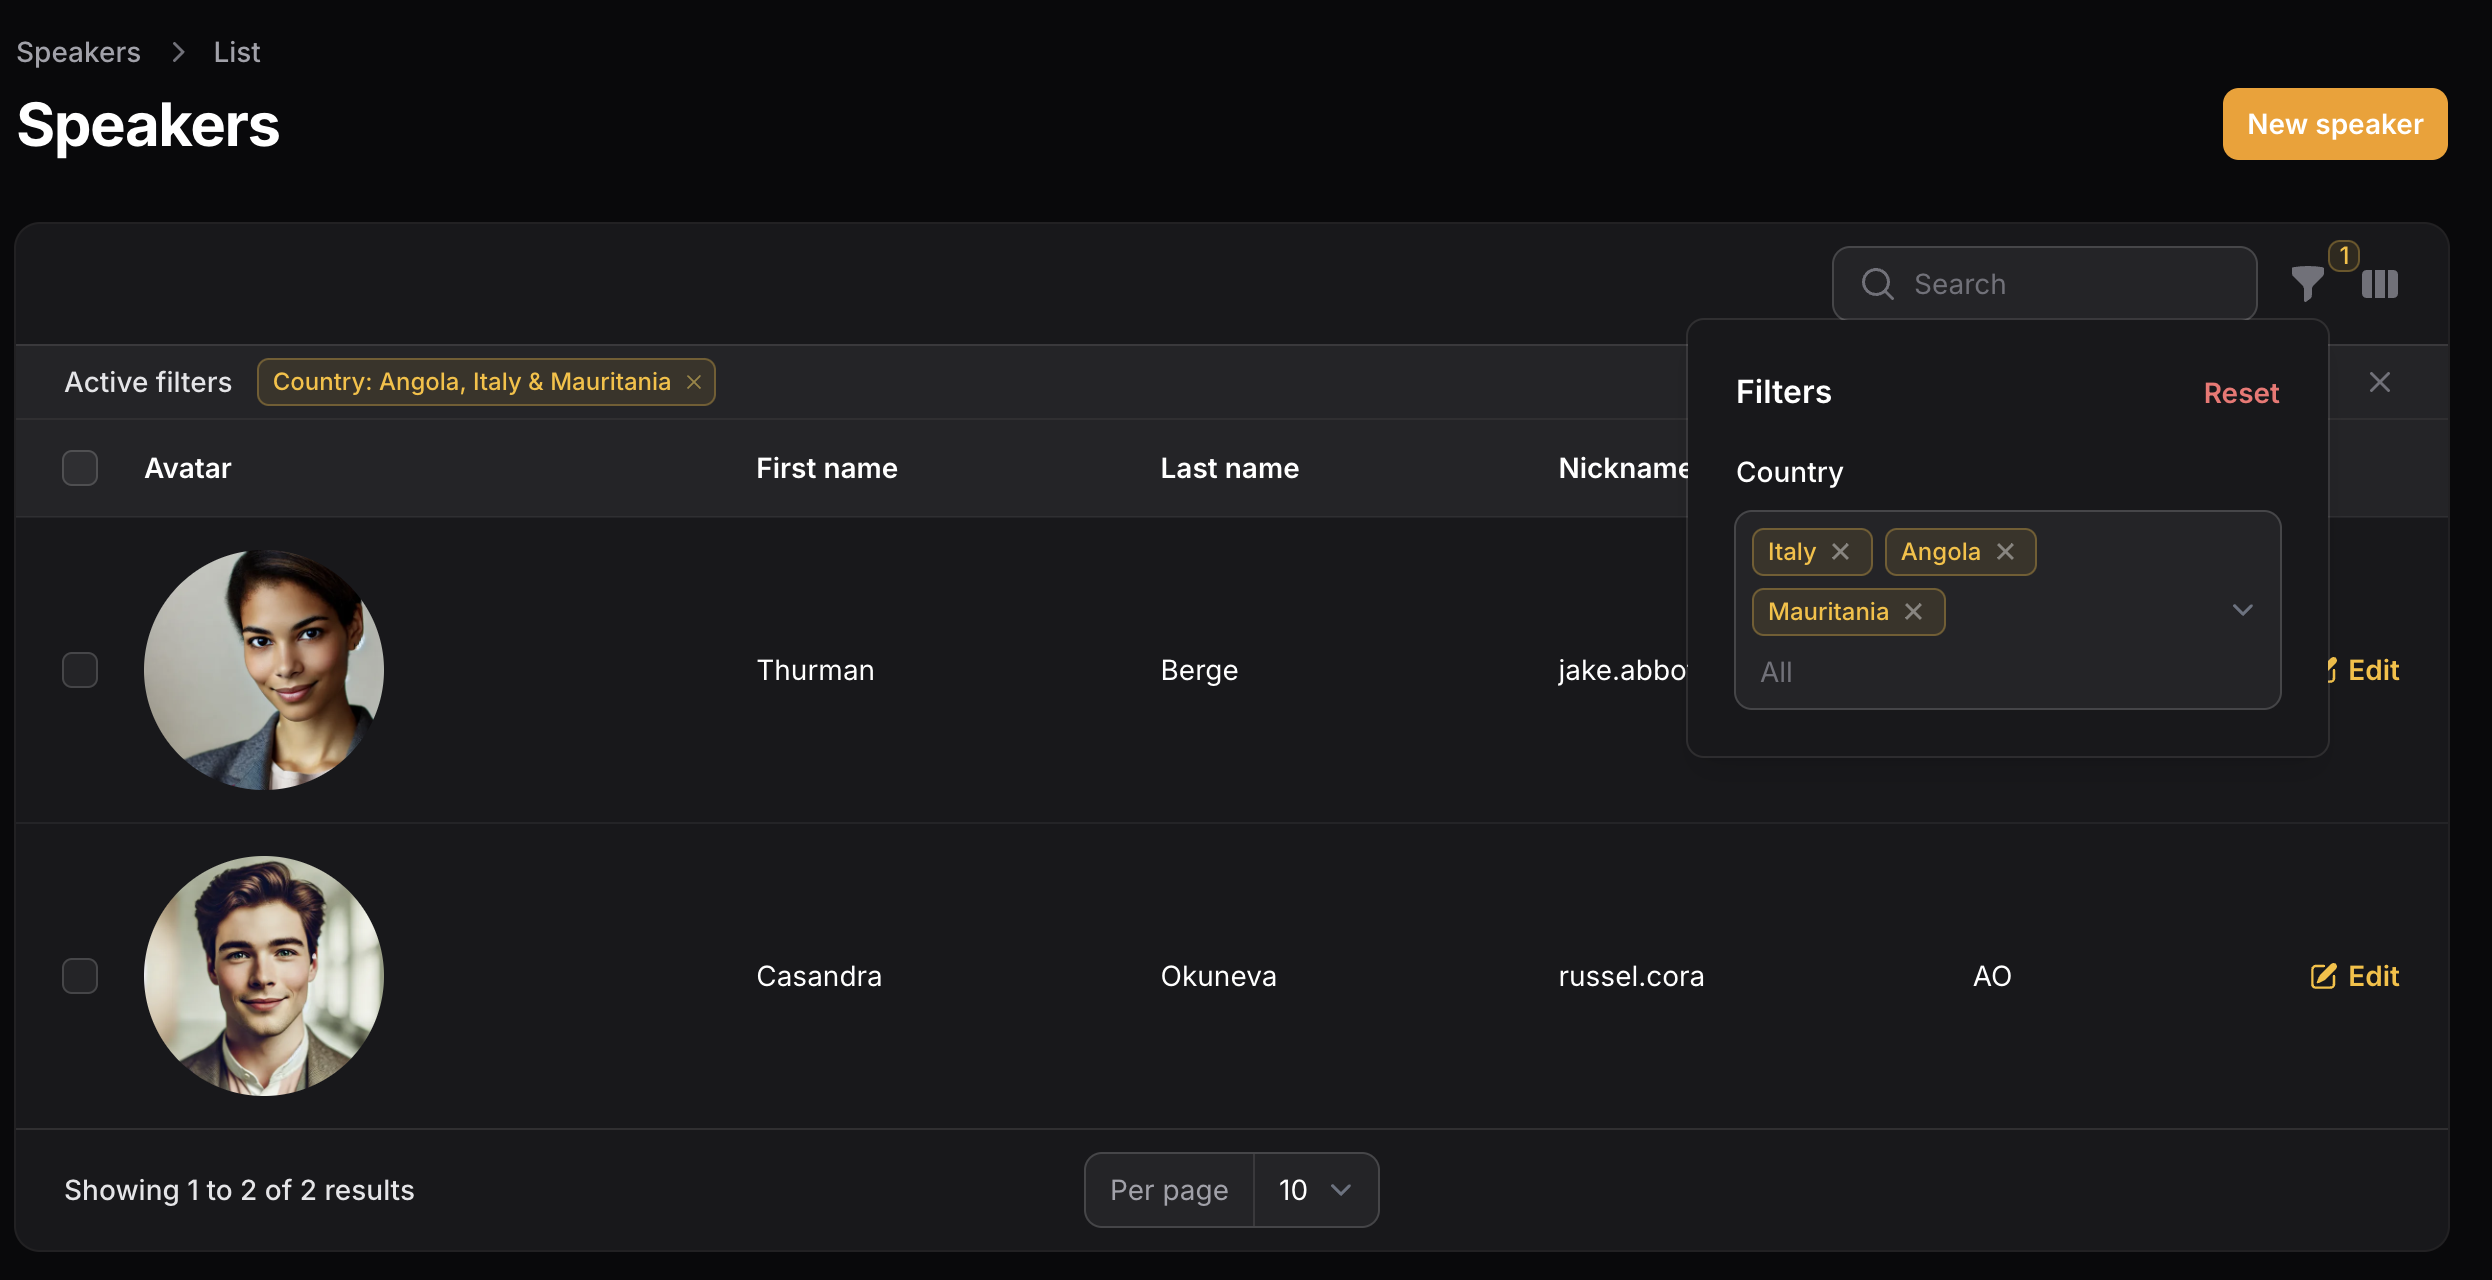 Speakers > List
Speakers
New speaker
Search
1
Active filters Country: Angola, Italy & Mauritania
Filters Reset
Country
Italy Angola
Mauritania
All
Avatar First name Last name Nickname
Thurman Berge jake.abbo Edit
Casandra Okuneva russel.cora AO Edit
Showing 1 to 2 of 2 results Per page 10